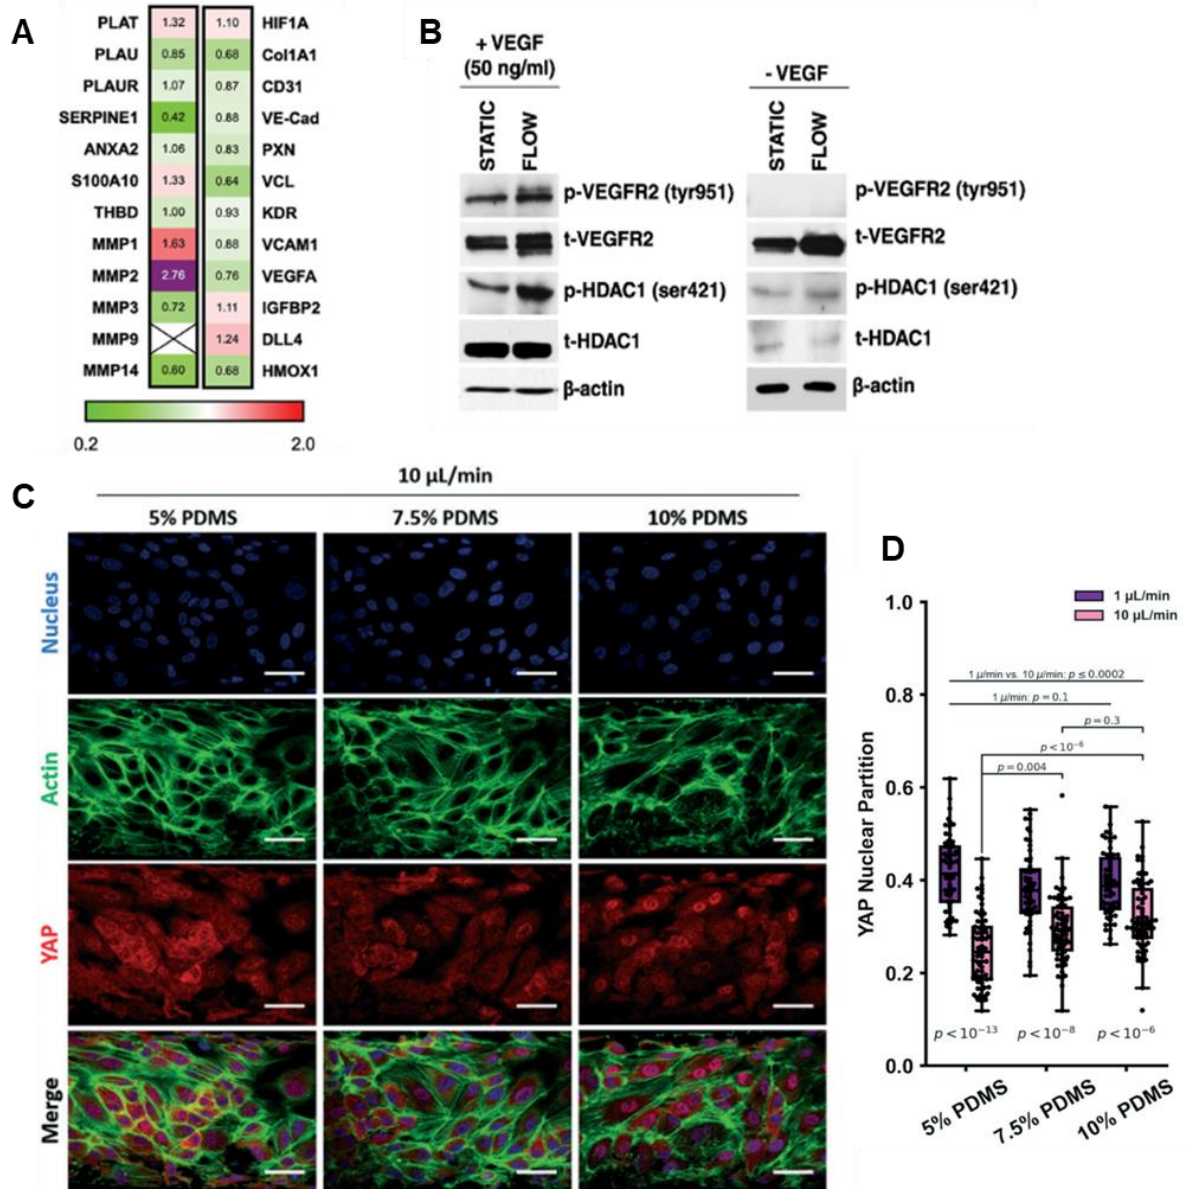 A
PLAT 1.32 1.10 HIF1A
PLAU 0.85 0.68 Col1A1
PLAUR 1.07 0.87 CD31
SERPINE1 0.42 0.88 VE-Cad
ANXA2 1.06 0.83 PXN
S100A10 1.33 0.64 VCL
THBD 1.00 0.93 KDR
MMP1 1.63 0.88 VCAM1
MMP2 2.76 0.76 VEGFA
MMP3 0.72 1.11 IGFBP2
MMP9 1.24 DLL4
MMP14 0.60 0.68 HMOX1
0.2 2.0
B
+ VEGF
(50 ng/ml)
STATIC FLOW
p-VEGFR2 (tyr951)
t-VEGFR2
p-HDAC1 (ser421)
t-HDAC1
β-actin
- VEGF
STATIC FLOW
p-VEGFR2 (tyr951)
t-VEGFR2
p-HDAC1 (ser421)
t-HDAC1
β-actin
C
10 µL/min
5% PDMS 7.5% PDMS 10% PDMS
Nucleus
Actin
YAP
Merge
D
1 µL/min
10 µL/min
YAP Nuclear Partition
1.0
0.8
0.6
0.4
0.2
0.0
1 µ/min vs. 10 µ/min: p ≤ 0.0002
1 µ/min: p = 0.1
p = 0.3
p < 10⁻⁶
p = 0.004
p < 10⁻¹³ p < 10⁻⁸ p < 10⁻⁶
5% PDMS 7.5% PDMS 10% PDMS